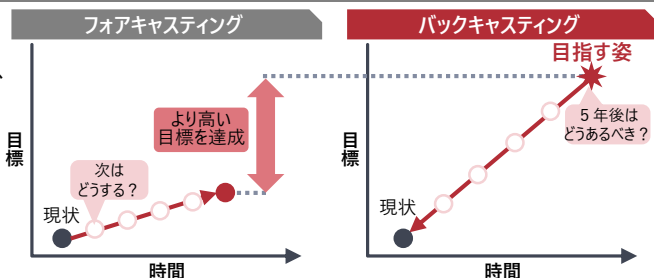 フォアキャスティング
より高い
目標を達成
次は
どうする？
現状
目標
時間
バックキャスティング
目指す姿
5年後は
どうあるべき？
現状
目標
時間